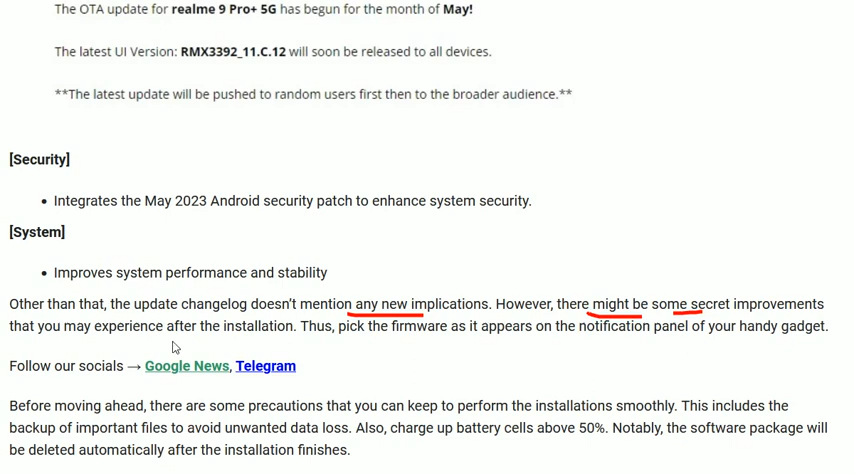 The OTA update for realme 9 Pro+ 5G has begun for the month of May!
The latest UI Version: RMX3392_11.C.12 will soon be released to all devices.
**The latest update will be pushed to random users first then to the broader audience.**
[Security]
• Integrates the May 2023 Android security patch to enhance system security.
[System]
• Improves system performance and stability
Other than that, the update changelog doesn't mention any new implications. However, there might be some secret improvements
that you may experience after the installation. Thus, pick the firmware as it appears on the notification panel of your handy gadget.
Follow our socials → Google News, Telegram
Before moving ahead, there are some precautions that you can keep to perform the installations smoothly. This includes the
backup of important files to avoid unwanted data loss. Also, charge up battery cells above 50%. Notably, the software package will
be deleted automatically after the installation finishes.